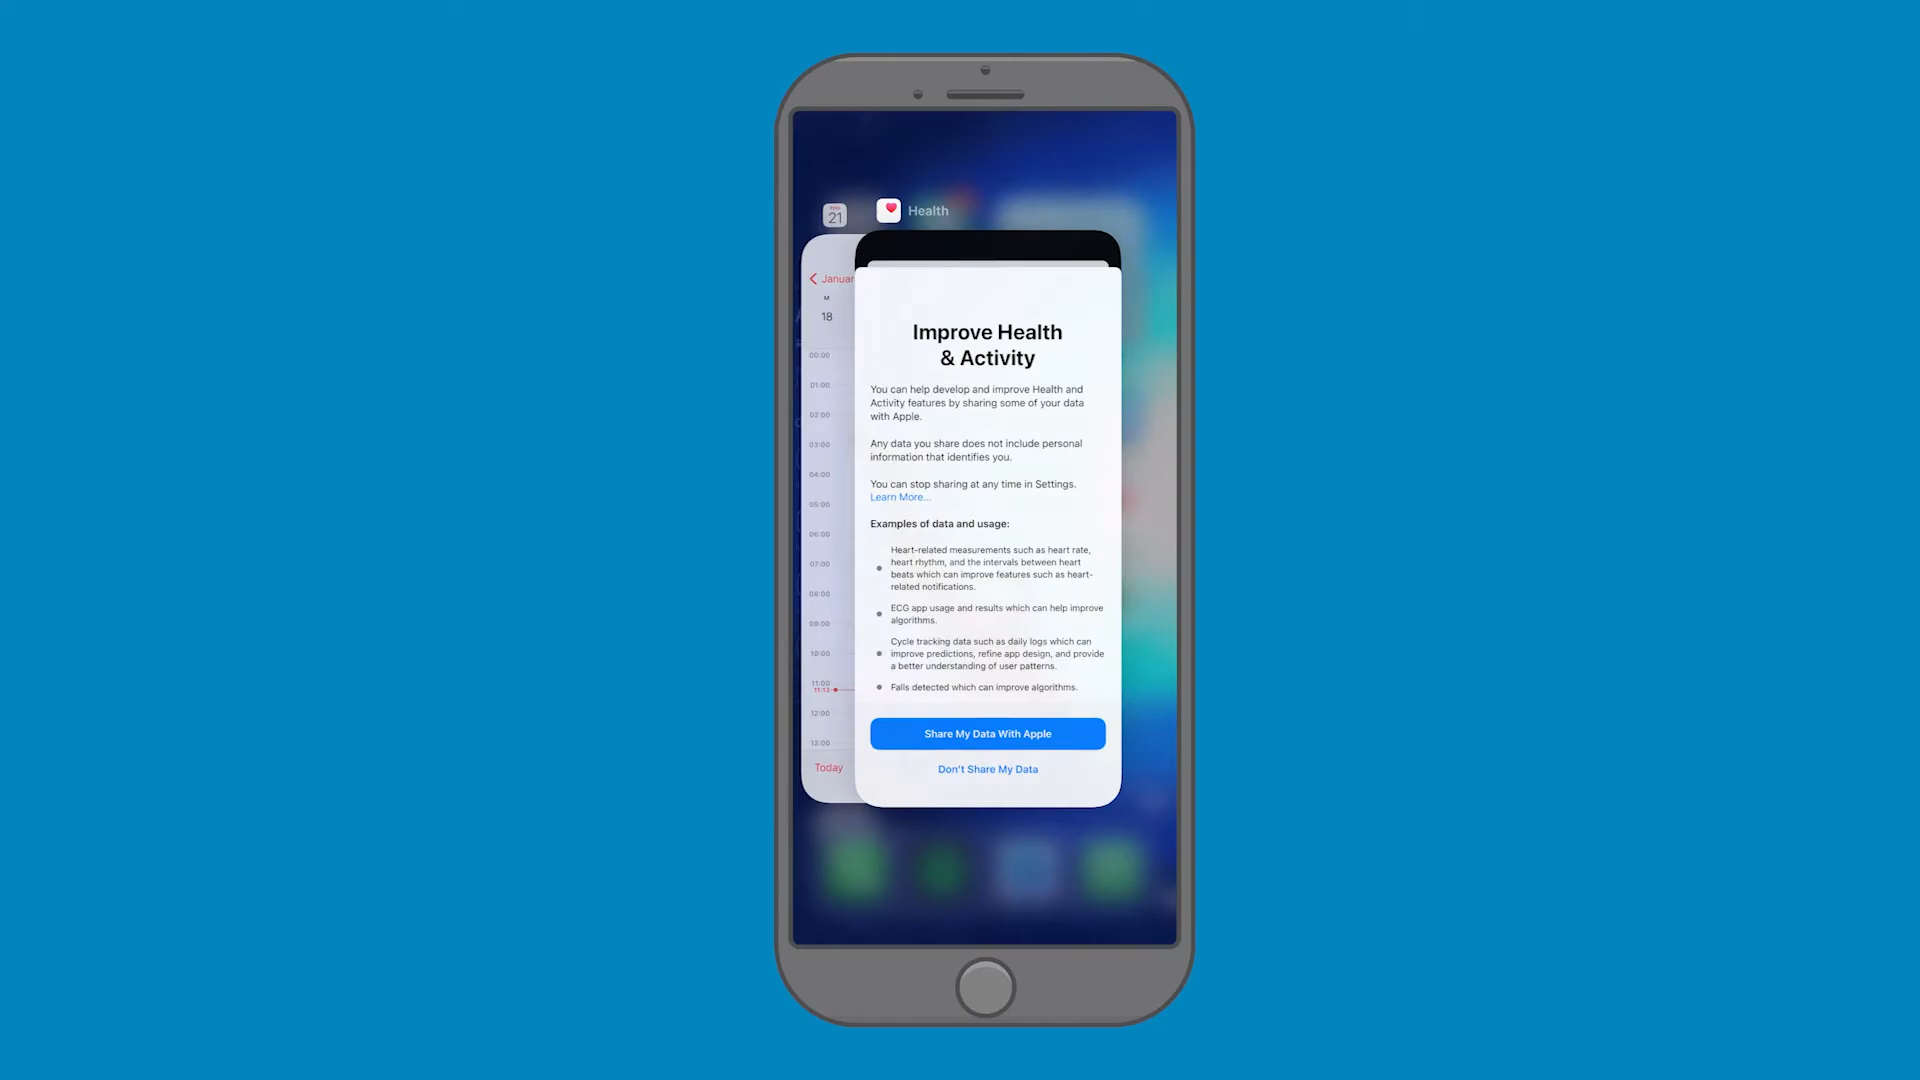 THU
21
Health
Januar
M
18
00:00
01:00
02:00
03:00
04:00
05:00
06:00
07:00
08:00
09:00
10:00
11:00
11:13
12:00
13:00
Today
Improve Health
& Activity
You can help develop and improve Health and
Activity features by sharing some of your data
with Apple.
Any data you share does not include personal
information that identifies you.
You can stop sharing at any time in Settings.
Learn More...
Examples of data and usage:
Heart-related measurements such as heart rate,
heart rhythm, and the intervals between heart
beats which can improve features such as heart-
related notifications.
ECG app usage and results which can help improve
algorithms.
Cycle tracking data such as daily logs which can
improve predictions, refine app design, and provide
a better understanding of user patterns.
Falls detected which can improve algorithms.
Share My Data With Apple
Don't Share My Data